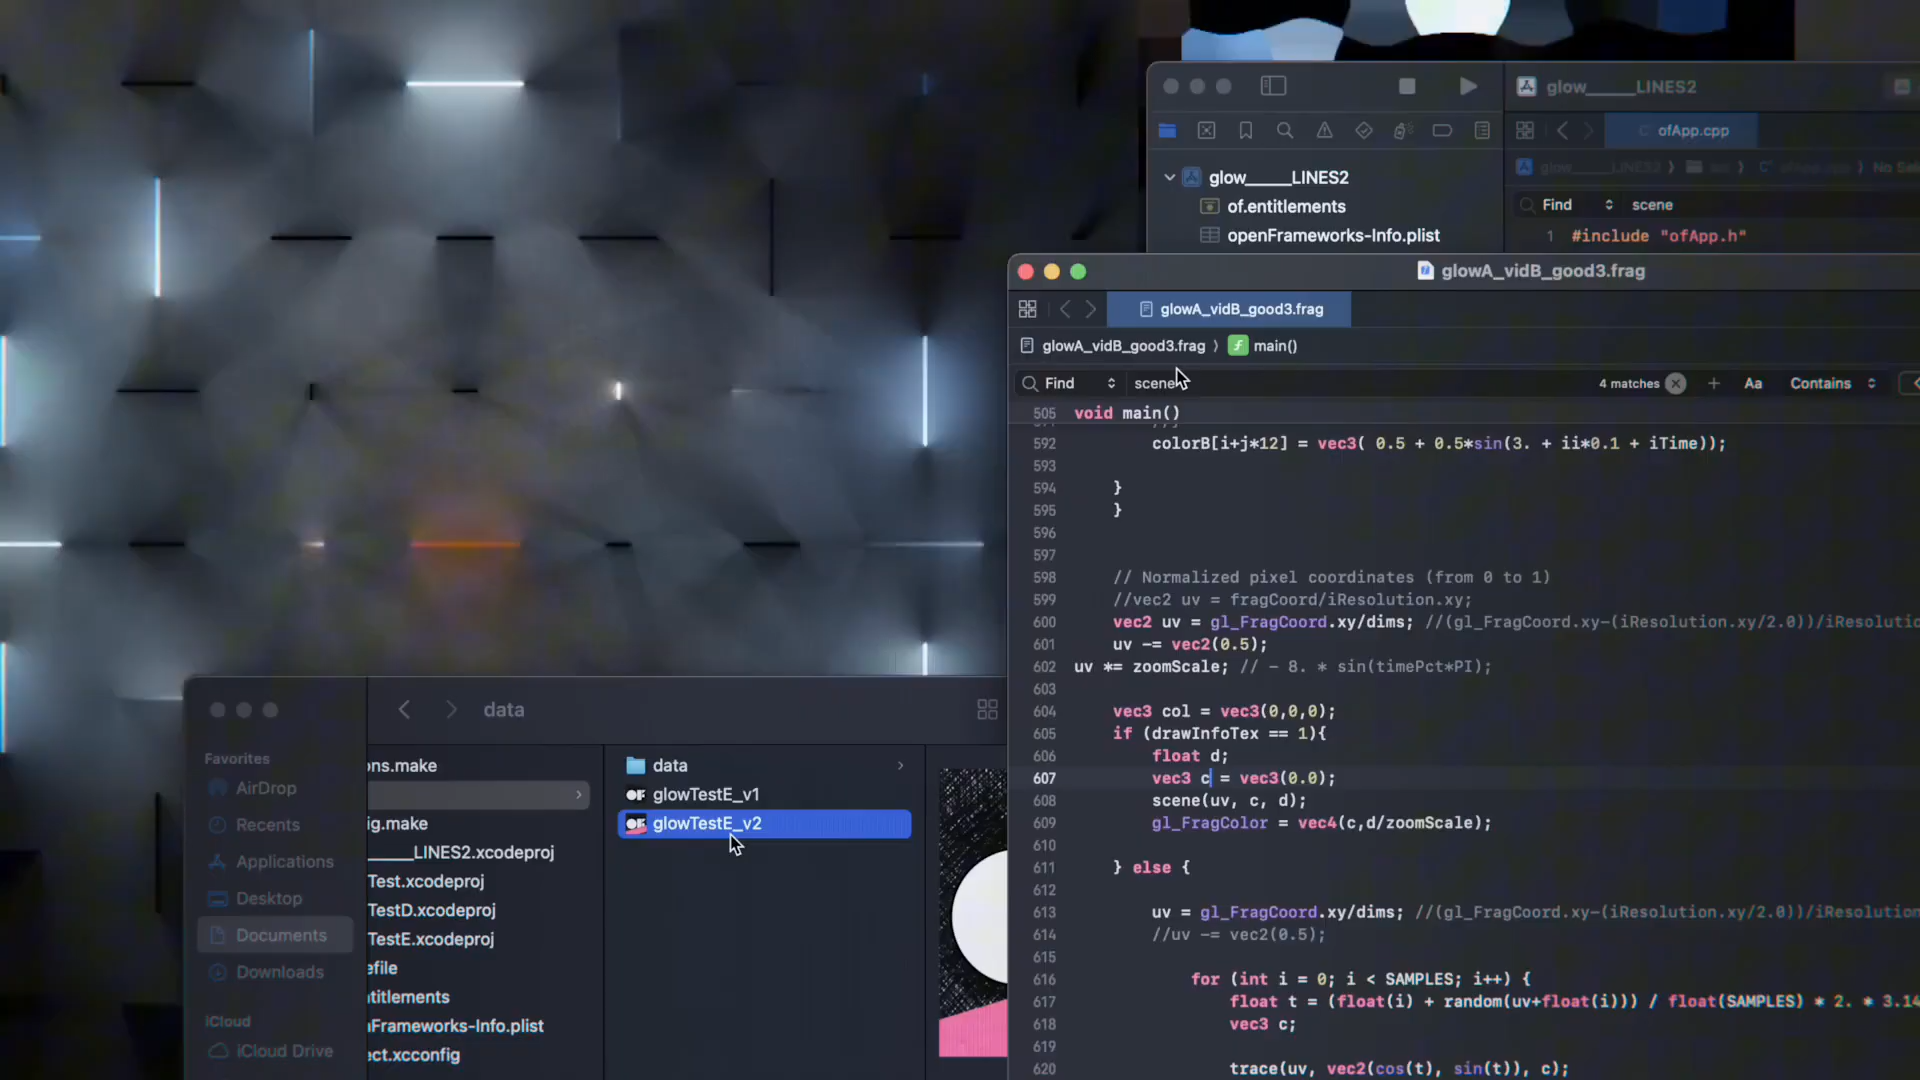 glow_____LINES2
ofApp.cpp
glow_____LINES2
Find
scene
of.entitlements
openFrameworks-Info.plist
1 #include "ofApp.h"
glowA_vidB_good3.frag
glowA_vidB_good3.frag
glowA_vidB_good3.frag
main()
Find
scene
4 matches
Aa
Contains
505 void main()
592 colorB[i+j*12] = vec3( 0.5 + 0.5*sin(3. + ii*0.1 + iTime));
593
594 }
595 }
596
597
598 // Normalized pixel coordinates (from 0 to 1)
599 //vec2 uv = fragCoord/iResolution.xy;
600 vec2 uv = gl_FragCoord.xy/dims; //(gl_FragCoord.xy-(iResolution.xy/2.0))/iResolutio
601 uv -= vec2(0.5);
602 uv *= zoomScale; // - 8. * sin(timePct*PI);
603
604 vec3 col = vec3(0,0,0);
605 if (drawInfoTex == 1){
606 float d;
607 vec3 c = vec3(0.0);
608 scene(uv, c, d);
609 gl_FragColor = vec4(c,d/zoomScale);
610
611 } else {
612
613 uv = gl_FragCoord.xy/dims; //(gl_FragCoord.xy-(iResolution.xy/2.0))/iResolution
614 //uv -= vec2(0.5);
615
616 for (int i = 0; i < SAMPLES; i++) {
617 float t = (float(i) + random(uv+float(i))) / float(SAMPLES) * 2. * 3.14
618 vec3 c;
619
620 trace(uv, vec2(cos(t), sin(t)), c);
data
Favorites
AirDrop
Recents
Applications
Desktop
Documents
Downloads
iCloud
iCloud Drive
ons.make
ig.make
_____LINES2.xcodeproj
Test.xcodeproj
TestD.xcodeproj
TestE.xcodeproj
efile
ntitlements
nFrameworks-Info.plist
ect.xcconfig
data
glowTestE_v1
glowTestE_v2